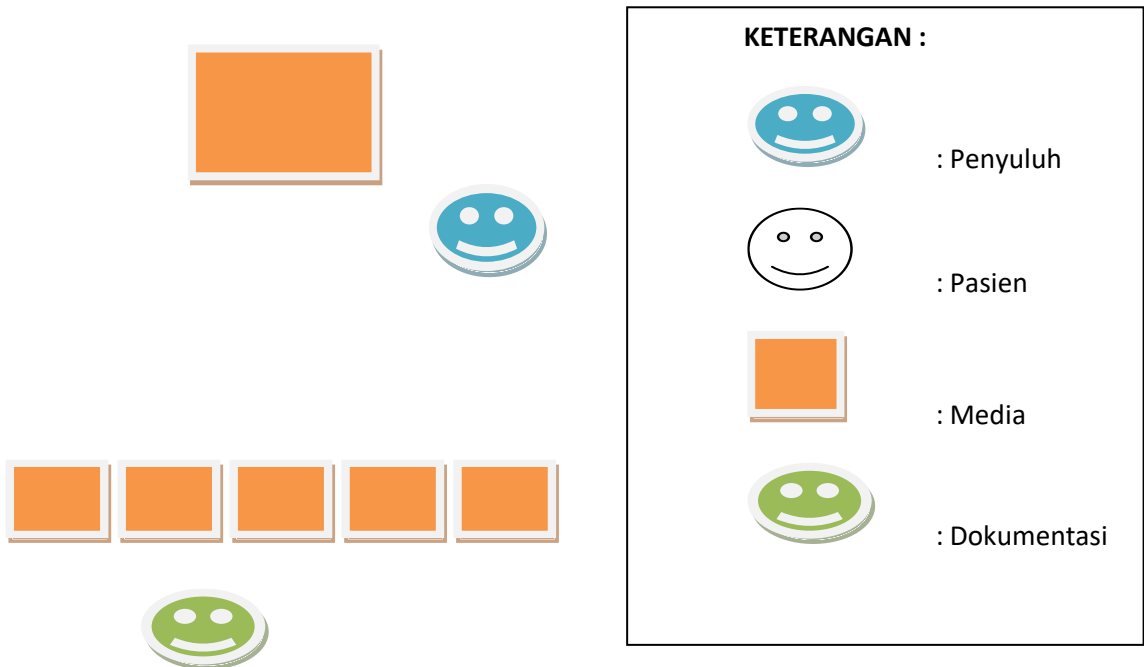 KETERANGAN :
: Penyuluh
: Pasien
: Media
: Dokumentasi